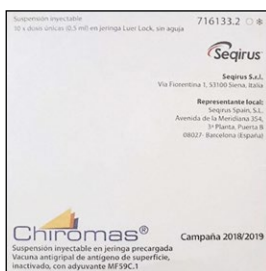 Suspensión inyectable
10 x dosis únicas (0,5 ml) en jeringa Luer Lock, sin aguja
716133.2
Seqirus
Seqirus S.r.l.
Via Fiorentina 1, 53100 Siena, Italia
Representante local:
Seqirus Spain, S.L.
Avenida de la Meridiana 354,
5ª Planta, Puerta B
08027- Barcelona (España)
Chiromas®
Campaña 2018/2019
Suspensión inyectable en jeringa precargada
Vacuna antigripal de antígeno de superficie,
inactivado, con adyuvante MF59C.1